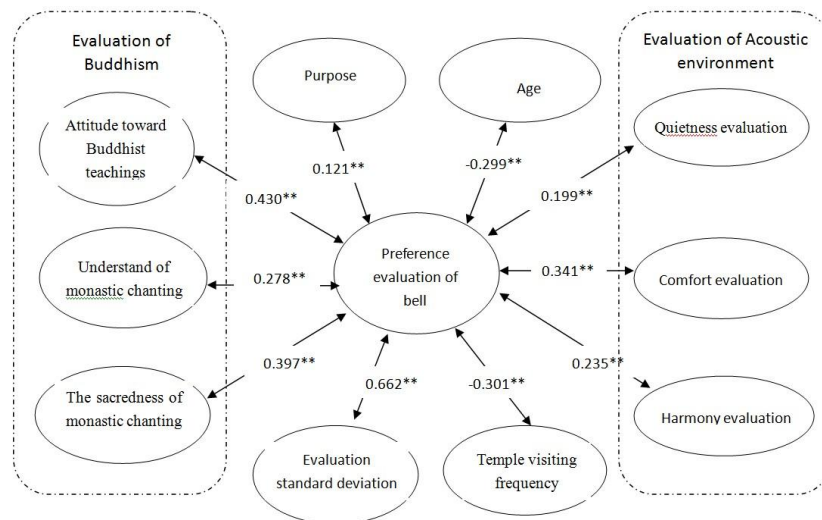 Evaluation of
Buddhism
Attitude toward
Buddhist
teachings
Understand of
monastic chanting
The sacredness of
monastic chanting
Purpose
Age
0.121**
-0.299**
0.430**
0.199**
0.278**
Preference
evaluation of
bell
0.341**
0.397**
0.662**
-0.301**
0.235**
Evaluation
standard deviation
Temple visiting
frequency
Evaluation of Acoustic
environment
Quietness evaluation
Comfort evaluation
Harmony evaluation